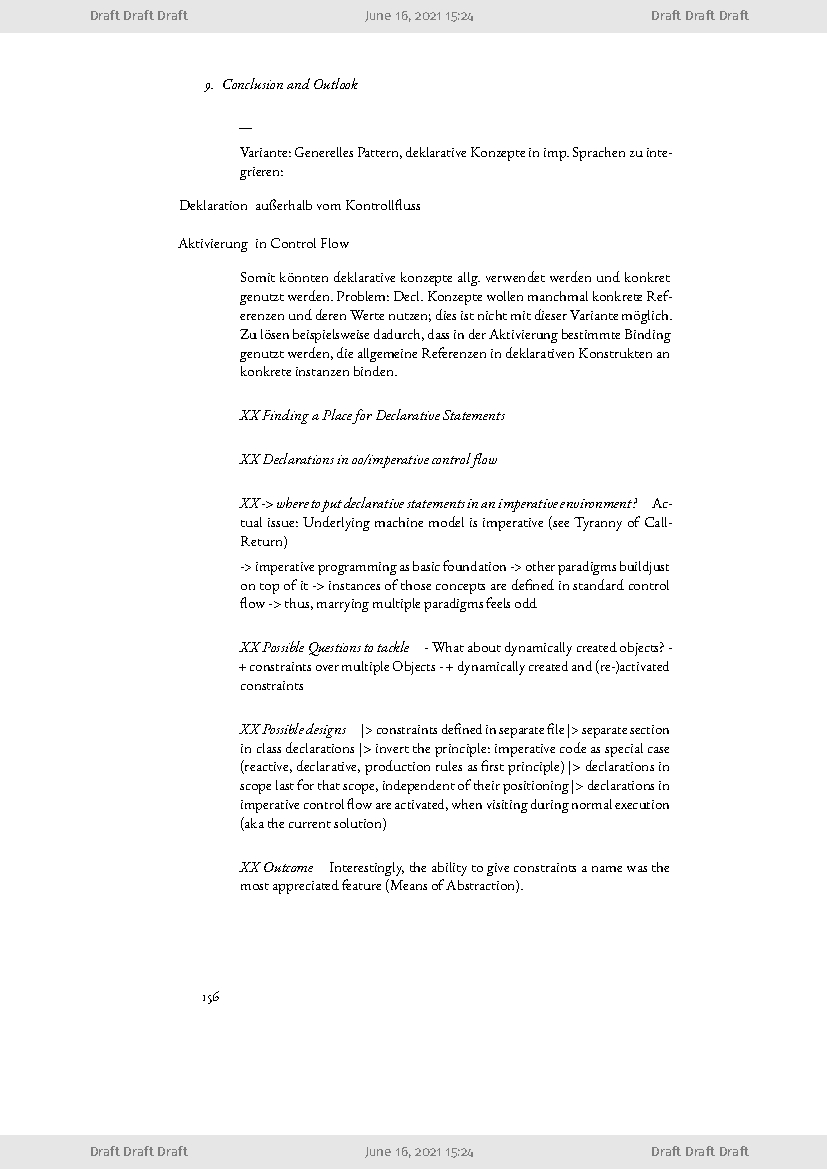 Draft Draft Draft June 16, 2021 15:24 Draft Draft Draft
9. Conclusion and Outlook
—
Variante: Generelles Pattern, deklarative Konzepte in imp. Sprachen zu inte-
grieren:
Deklaration außerhalb vom Kontrollfluss
Aktivierung in Control Flow
Somit könnten deklarative konzepte allg. verwendet werden und konkret
genutzt werden. Problem: Decl. Konzepte wollen manchmal konkrete Ref-
erenzen und deren Werte nutzen; dies ist nicht mit dieser Variante möglich.
Zu lösen beispielsweise dadurch, dass in der Aktivierung bestimmte Binding
genutzt werden, die allgemeine Referenzen in deklarativen Konstrukten an
konkrete instanzen binden.
XX Finding a Place for Declarative Statements
XX Declarations in oo/imperative control flow
XX -> where to put declarative statements in an imperative environment? Ac-
tual issue: Underlying machine model is imperative (see Tyranny of Call-
Return)
-> imperative programming as basic foundation -> other paradigms build just
on top of it -> instances of those concepts are defined in standard control
flow -> thus, marrying multiple paradigms feels odd
XX Possible Questions to tackle - What about dynamically created objects? -
+ constraints over multiple Objects - + dynamically created and (re-)activated
constraints
XX Possible designs |> constraints defined in separate file |> separate section
in class declarations |> invert the principle: imperative code as special case
(reactive, declarative, production rules as first principle) |> declarations in
scope last for that scope, independent of their positioning |> declarations in
imperative control flow are activated, when visiting during normal execution
(aka the current solution)
XX Outcome Interestingly, the ability to give constraints a name was the
most appreciated feature (Means of Abstraction).
156
Draft Draft Draft June 16, 2021 15:24 Draft Draft Draft